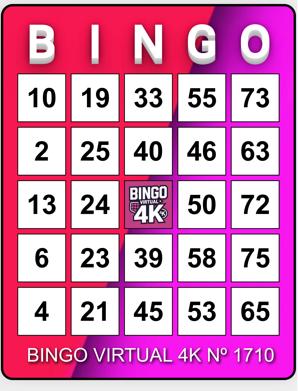 B I N G O
10 19 33 55 73
2 25 40 46 63
13 24 BINGO VIRTUAL 4K 50 72
6 23 39 58 75
4 21 45 53 65
BINGO VIRTUAL 4K Nº 1710